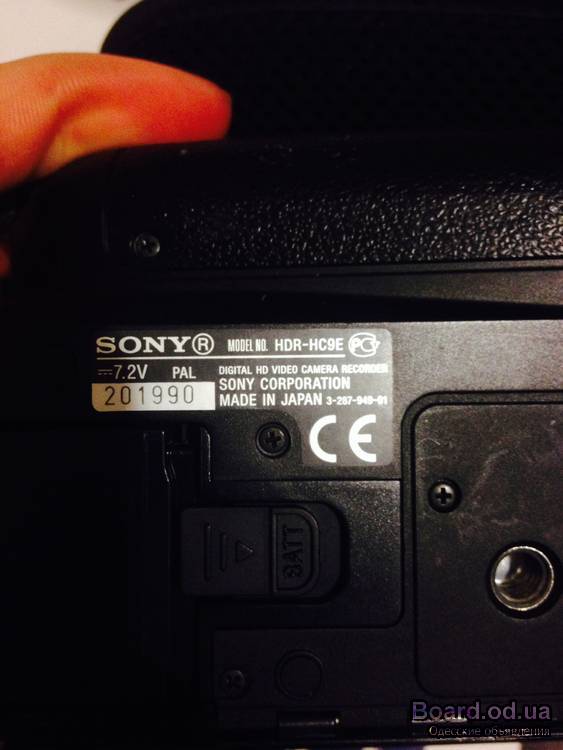 SONY® MODEL NO. HDR-HC9E PCT
7.2V PAL DIGITAL HD VIDEO CAMERA RECORDER
201990 SONY CORPORATION
MADE IN JAPAN 3-287-949-01
CE
BATT
Board.od.ua
Одесские объявления